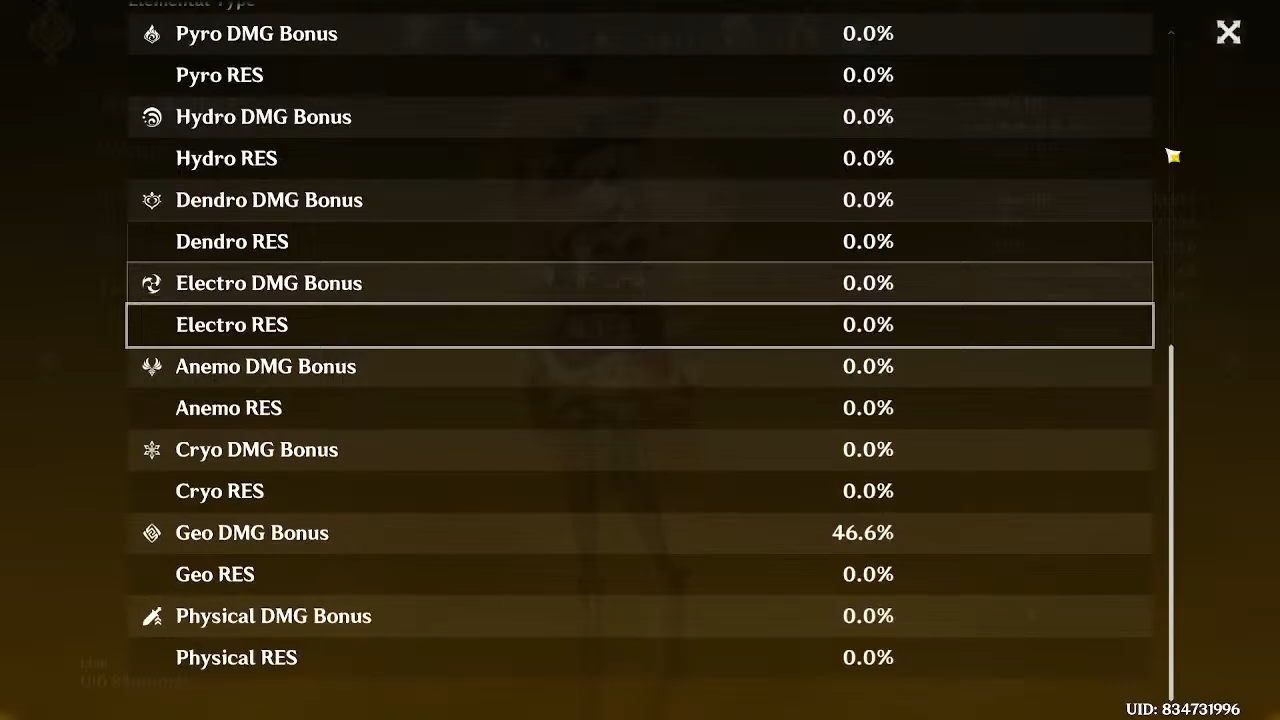 Elemental Type
Pyro DMG Bonus 0.0%
Pyro RES 0.0%
Hydro DMG Bonus 0.0%
Hydro RES 0.0%
Dendro DMG Bonus 0.0%
Dendro RES 0.0%
Electro DMG Bonus 0.0%
Electro RES 0.0%
Anemo DMG Bonus 0.0%
Anemo RES 0.0%
Cryo DMG Bonus 0.0%
Cryo RES 0.0%
Geo DMG Bonus 46.6%
Geo RES 0.0%
Physical DMG Bonus 0.0%
Physical RES 0.0%
UID: 834731996